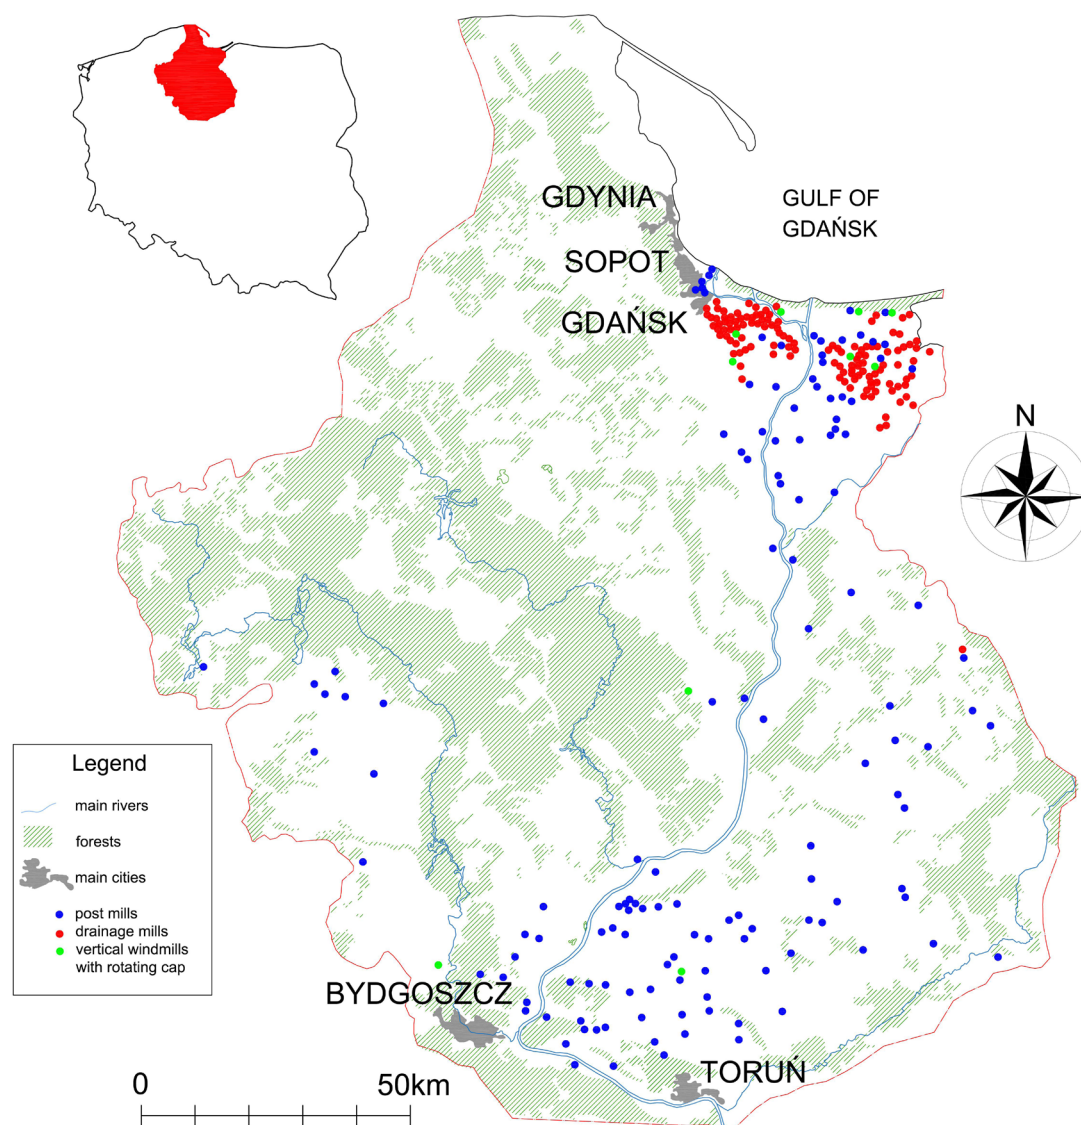 GDYNIA
GULF OF
GDAŃSK
SOPOT
GDAŃSK
N
Legend
main rivers
forests
main cities
post mills
drainage mills
vertical windmills
with rotating cap
BYDGOSZCZ
TORUŃ
0 50km